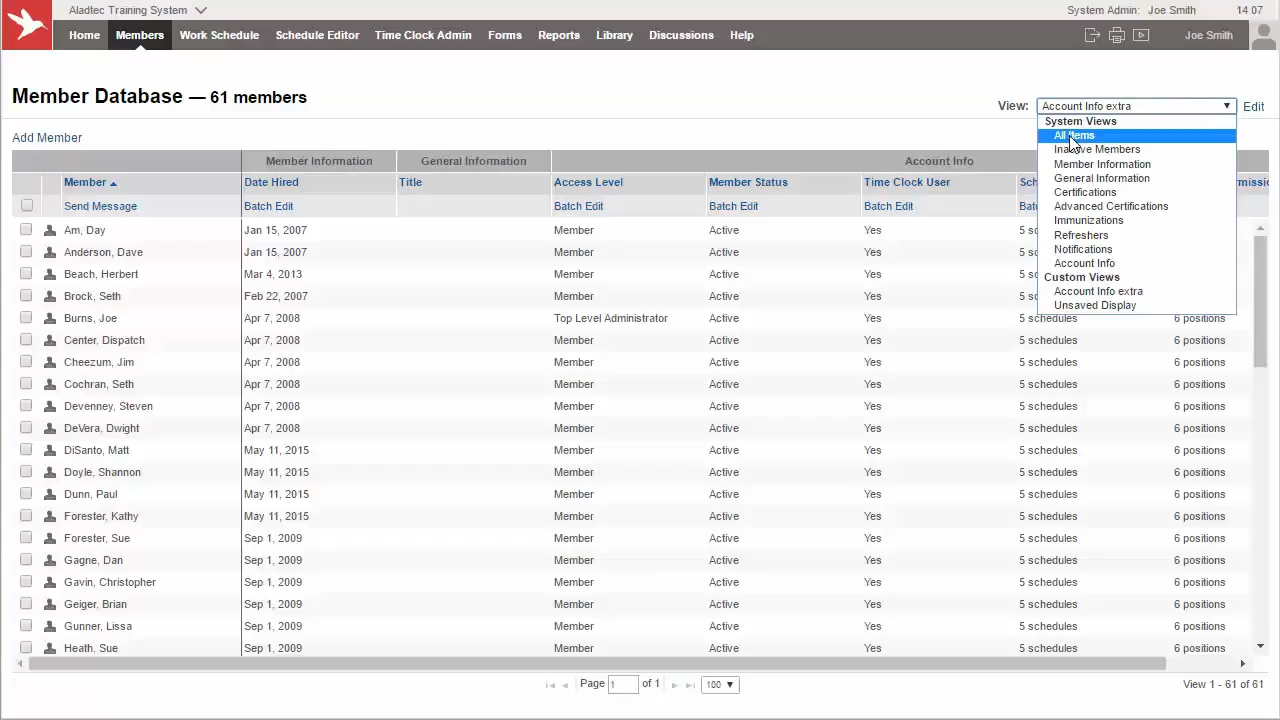 Aladtec Training System
System Admin: Joe Smith 14 07
Home Members Work Schedule Schedule Editor Time Clock Admin Forms Reports Library Discussions Help Joe Smith
Member Database — 61 members
View: Account Info extra Edit
System Views
All Items
Inactive Members
Member Information
General Information
Certifications
Advanced Certifications
Immunizations
Refreshers
Notifications
Account Info
Custom Views
Account Info extra
Unsaved Display
Add Member
Member Information General Information Account Info
Member Date Hired Title Access Level Member Status Time Clock User
Send Message Batch Edit Batch Edit Batch Edit Batch Edit
Am, Day Jan 15, 2007 Member Active Yes
Anderson, Dave Jan 15, 2007 Member Active Yes
Beach, Herbert Mar 4, 2013 Member Active Yes
Brock, Seth Feb 22, 2007 Member Active Yes
Burns, Joe Apr 7, 2008 Top Level Administrator Active Yes 5 schedules 6 positions
Center, Dispatch Apr 7, 2008 Member Active Yes 5 schedules 6 positions
Cheezum, Jim Apr 7, 2008 Member Active Yes 5 schedules 6 positions
Cochran, Seth Apr 7, 2008 Member Active Yes 5 schedules 6 positions
Devenney, Steven Apr 7, 2008 Member Active Yes 5 schedules 6 positions
DeVera, Dwight Apr 7, 2008 Member Active Yes 5 schedules 6 positions
DiSanto, Matt May 11, 2015 Member Active Yes 5 schedules 6 positions
Doyle, Shannon May 11, 2015 Member Active Yes 5 schedules 6 positions
Dunn, Paul May 11, 2015 Member Active Yes 5 schedules 6 positions
Forester, Kathy May 11, 2015 Member Active Yes 5 schedules 6 positions
Forester, Sue Sep 1, 2009 Member Active Yes 5 schedules 6 positions
Gagne, Dan Sep 1, 2009 Member Active Yes 5 schedules 6 positions
Gavin, Christopher Sep 1, 2009 Member Active Yes 5 schedules 6 positions
Geiger, Brian Sep 1, 2009 Member Active Yes 5 schedules 6 positions
Gunner, Lissa Sep 1, 2009 Member Active Yes 5 schedules 6 positions
Heath, Sue Sep 1, 2009 Member Active Yes 5 schedules 6 positions
Page 1 of 1 100 View 1 - 61 of 61